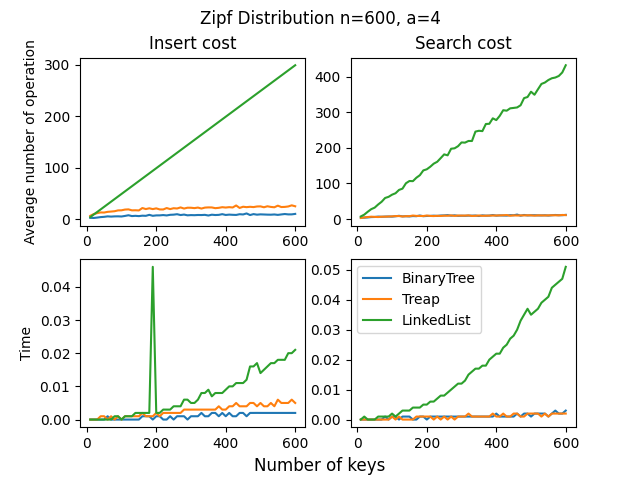 Zipf Distribution n=600, a=4
Insert cost
Search cost
Average number of operation
300
200
100
0
0 200 400 600
400
300
200
100
0
0 200 400 600
Time
0.04
0.03
0.02
0.01
0.00
0 200 400 600
0.05
0.04
0.03
0.02
0.01
0.00
0 200 400 600
BinaryTree
Treap
LinkedList
Number of keys